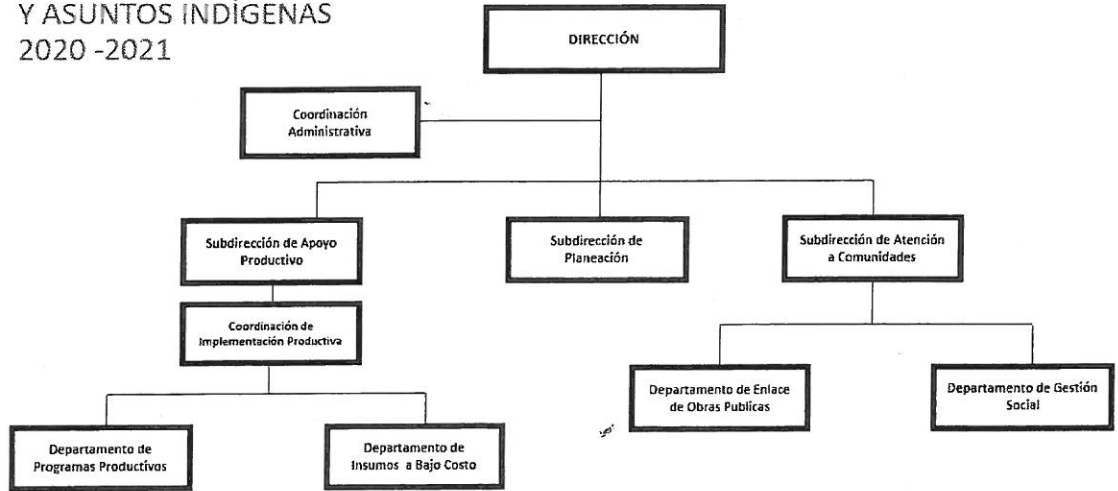 Y ASUNTOS INDÍGENAS
2020 -2021
DIRECCIÓN
Coordinación
Administrativa
Subdirección de Apoyo
Productivo
Subdirección de
Planeación
Subdirección de Atención
a Comunidades
Coordinación de
Implementación Productiva
Departamento de Enlace
de Obras Publicas
Departamento de Gestión
Social
Departamento de
Programas Productivos
Departamento de
Insumos a Bajo Costo